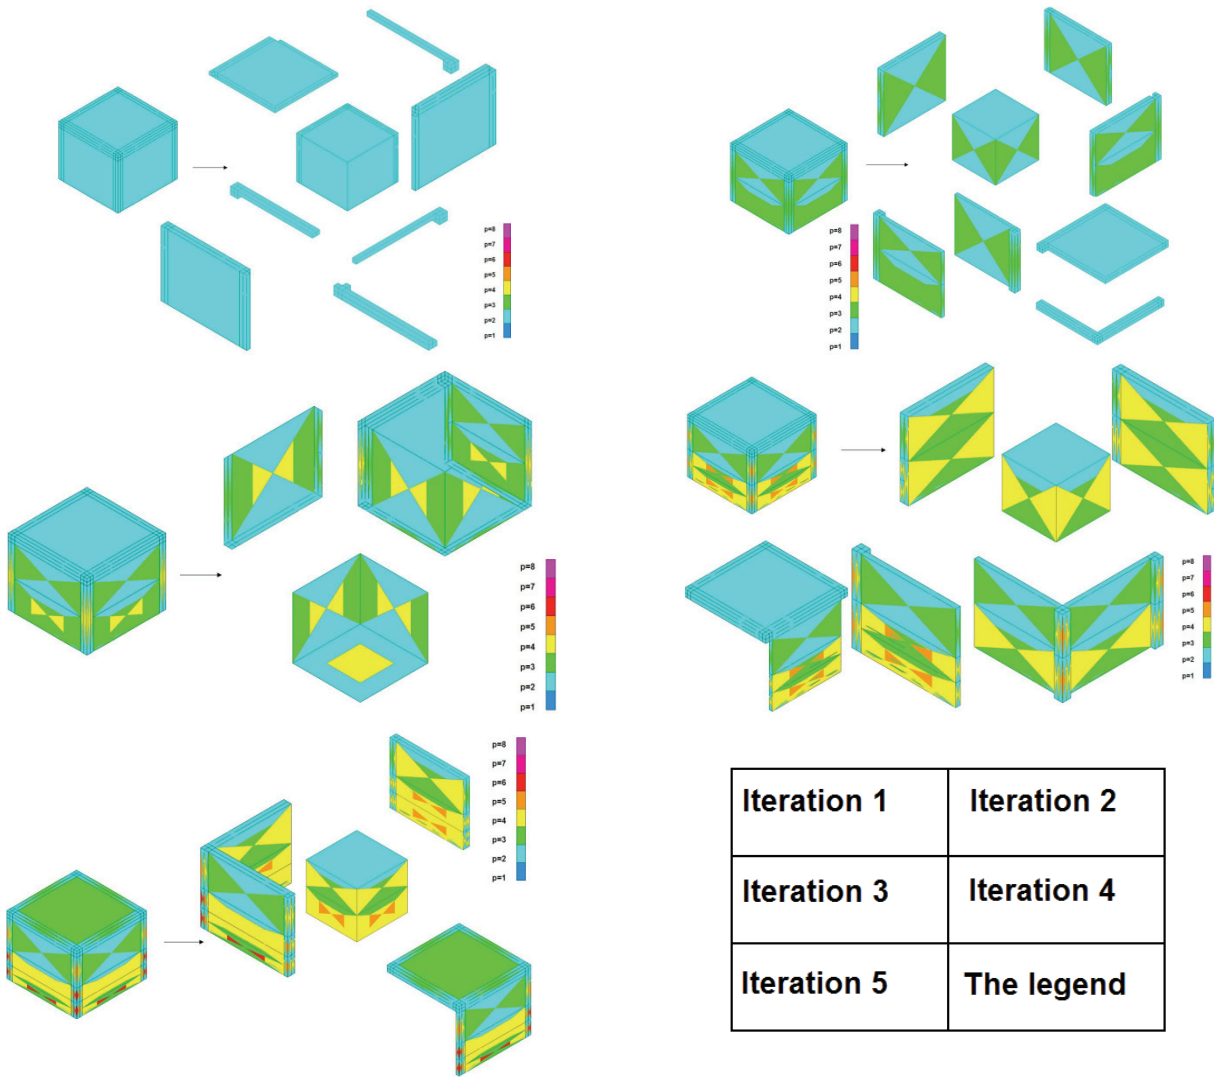 p=8
p=7
p=6
p=5
p=4
p=3
p=2
p=1
p=8
p=7
p=6
p=5
p=4
p=3
p=2
p=1
p=8
p=7
p=6
p=5
p=4
p=3
p=2
p=1
p=8
p=7
p=6
p=5
p=4
p=3
p=2
p=1
p=8
p=7
p=6
p=5
p=4
p=3
p=2
p=1
Iteration 1 Iteration 2
Iteration 3 Iteration 4
Iteration 5 The legend